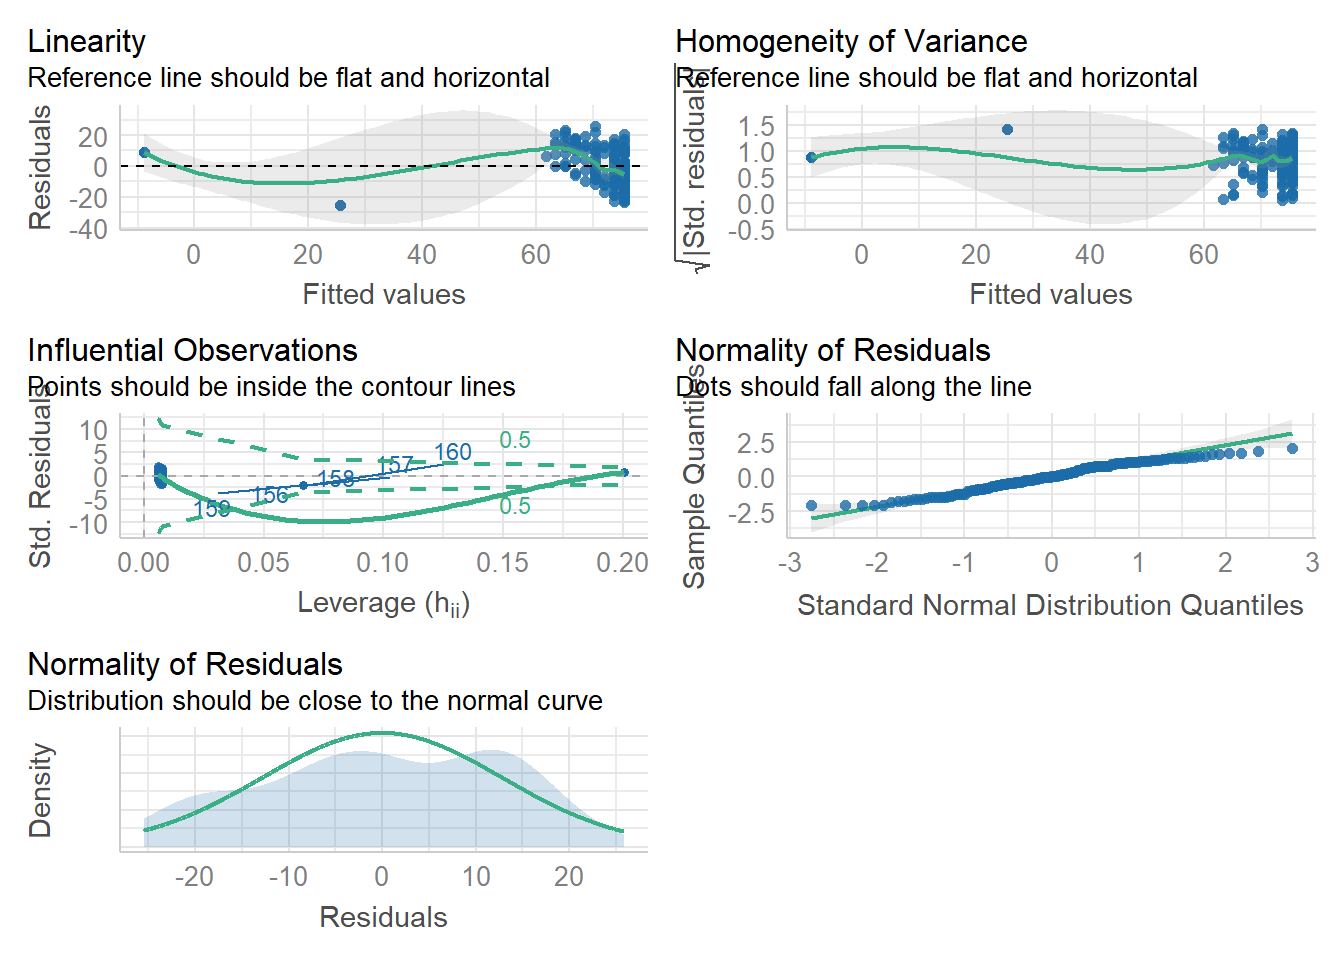 Linearity
Reference line should be flat and horizontal
Residuals
20
0
-20
-40
0
20
40
60
Fitted values
Homogeneity of Variance
Reference line should be flat and horizontal
√|Std. residuals|
1.5
1.0
0.5
0.0
-0.5
0
20
40
60
Fitted values
Influential Observations
Points should be inside the contour lines
Std. Residuals
10
5
0
-5
-10
0.5
160
157
158
156
159
0.5
0.00
0.05
0.10
0.15
0.20
Leverage (hii)
Normality of Residuals
Dots should fall along the line
Sample Quantiles
2.5
0.0
-2.5
-3
-2
-1
0
1
2
3
Standard Normal Distribution Quantiles
Normality of Residuals
Distribution should be close to the normal curve
Density
-20
-10
0
10
20
Residuals